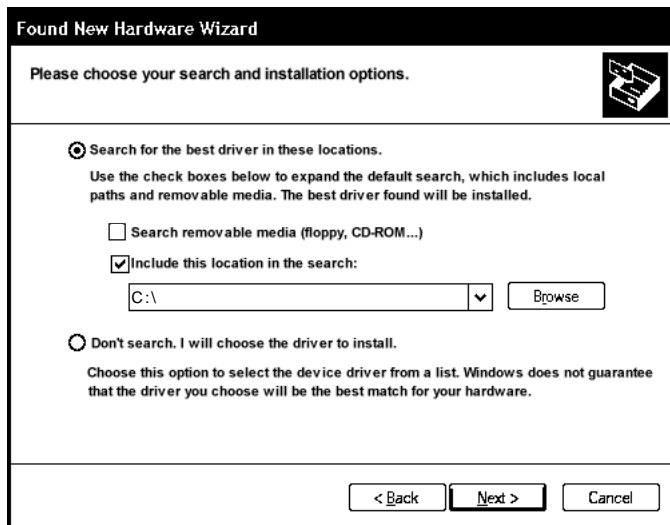 Found New Hardware Wizard
Please choose your search and installation options.
Search for the best driver in these locations.
Use the check boxes below to expand the default search, which includes local
paths and removable media. The best driver found will be installed.
Search removable media (floppy, CD-ROM...)
Include this location in the search:
C:\
Browse
Don't search. I will choose the driver to install.
Choose this option to select the device driver from a list. Windows does not guarantee
that the driver you choose will be the best match for your hardware.
< Back
Next >
Cancel